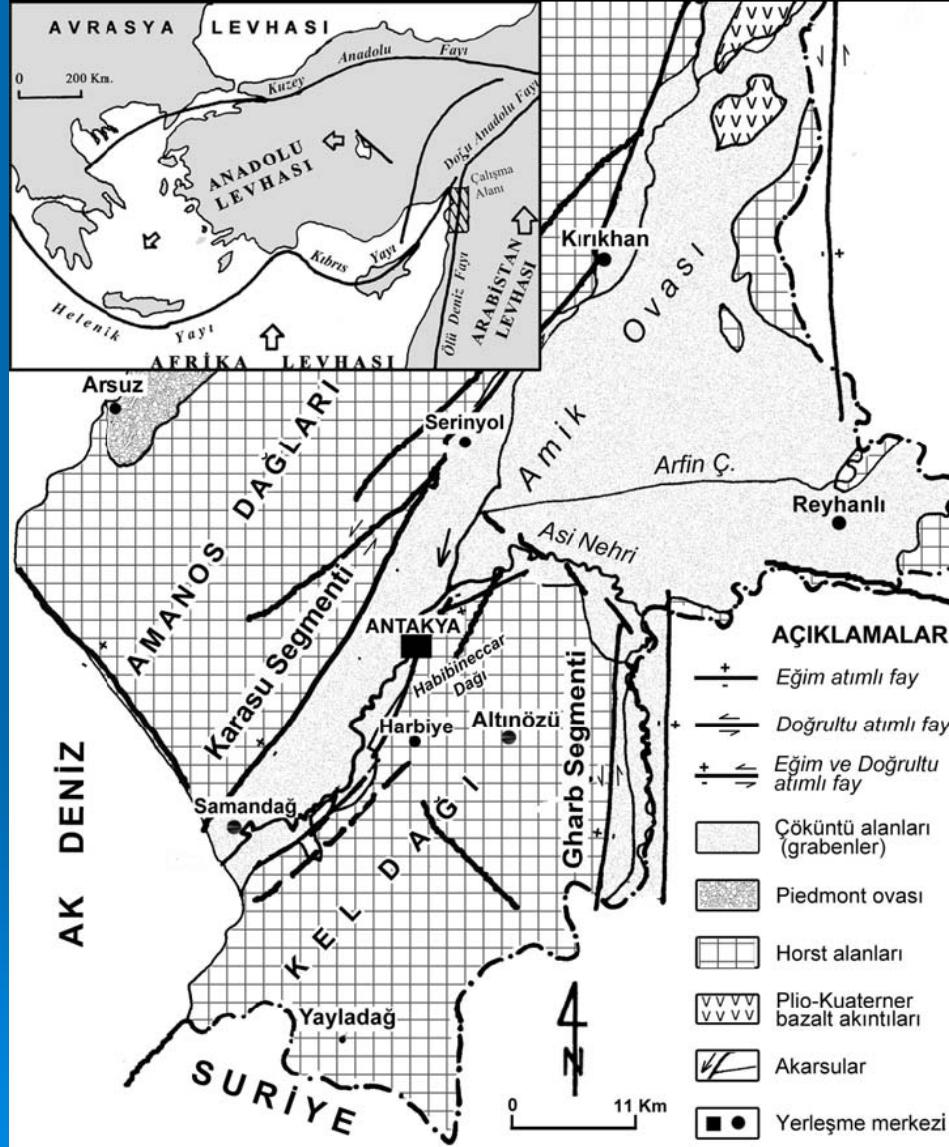 AVRASYA LEVHASI
0 200 Km.
Kuzey Anadolu Fayı
Doğu Anadolu Fayı
ANADOLU
LEVHASI
Çalışma
Alanı
Kıbrıs Yayı
Ölü Deniz Fayı
ARABİSTAN
LEVHASI
Helenik Yayı
AFRİKA LEVHASI
Kırıkhan
Amik Ovası
Arsuz
Serinyol
AMANOS DAĞLARI
Arfin Ç.
Reyhanlı
Asi Nehri
Karasu Segmenti
ANTAKYA
Habibineccar
Dağı
Harbiye
Altınözü
Gharb Segmenti
Samandağ
AK DENİZ
KEL DAĞI
Yayladağ
SURİYE
N
0 11 Km
AÇIKLAMALAR
Eğim atımlı fay
Doğrultu atımlı fay
Eğim ve Doğrultu
atımlı fay
Çöküntü alanları
(grabenler)
Piedmont ovası
Horst alanları
Plio-Kuaterner
bazalt akıntıları
Akarsular
Yerleşme merkezi